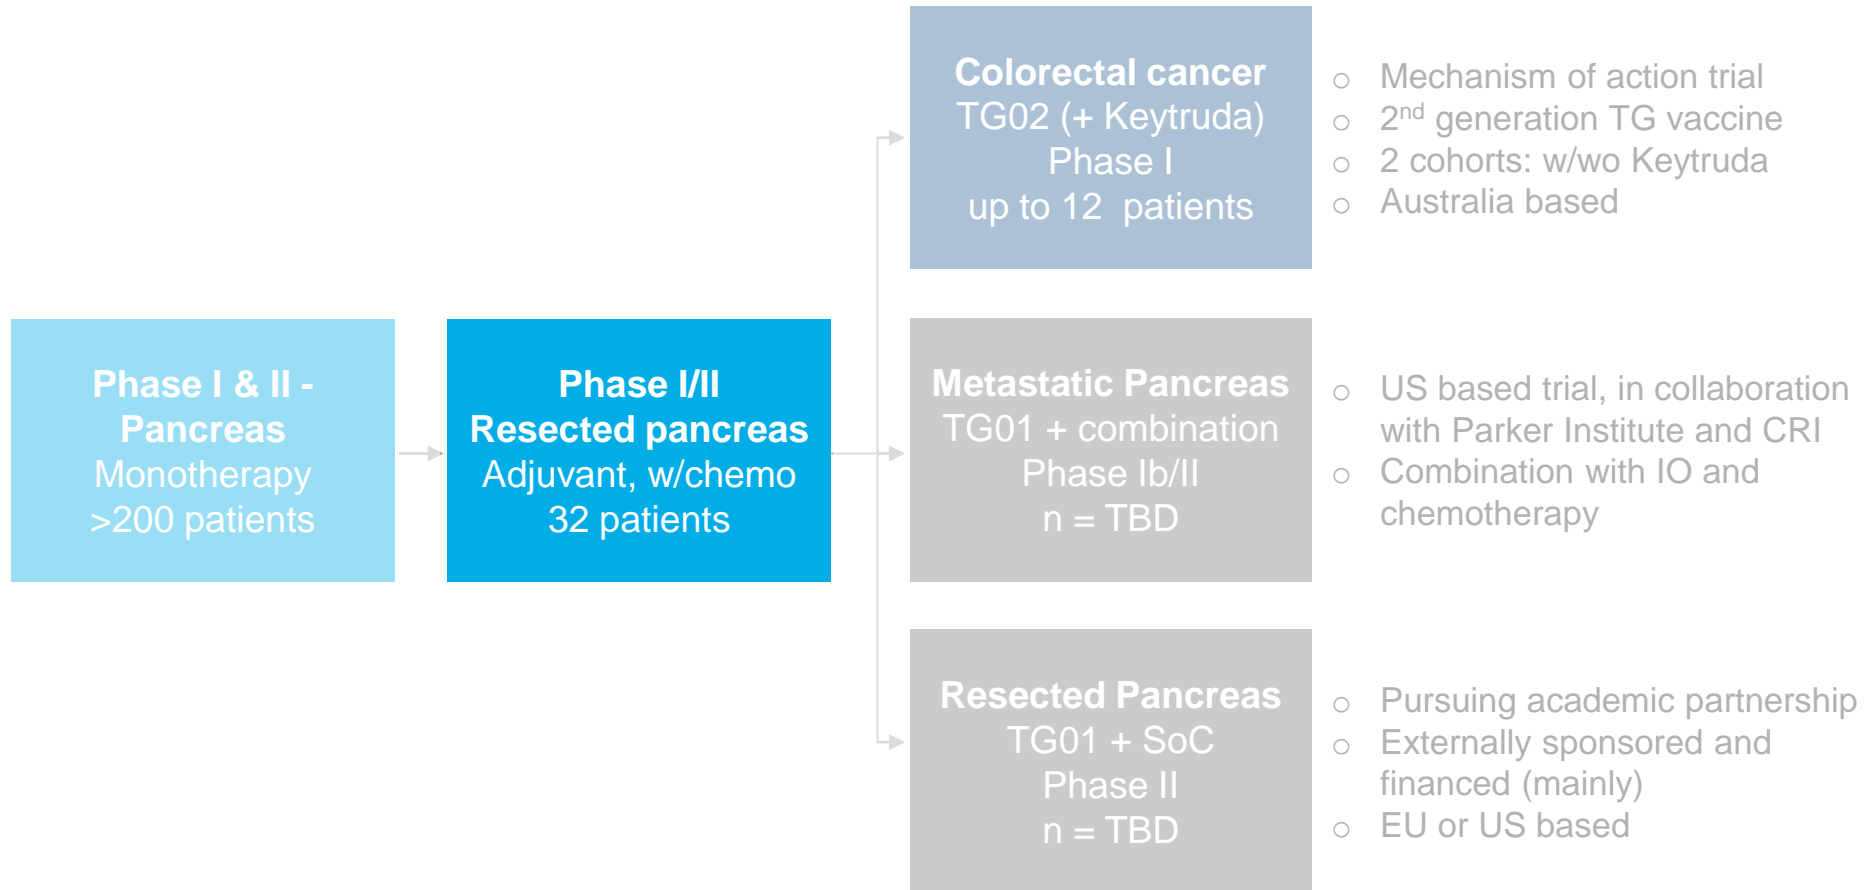 Colorectal cancer
TG02 (+ Keytruda)
Phase I
up to 12 patients
○ Mechanism of action trial
○ 2nd generation TG vaccine
○ 2 cohorts: w/wo Keytruda
○ Australia based
Phase I & II -
Pancreas
Monotherapy
>200 patients
Phase I/II
Resected pancreas
Adjuvant, w/chemo
32 patients
Metastatic Pancreas
TG01 + combination
Phase Ib/II
n = TBD
○ US based trial, in collaboration
with Parker Institute and CRI
○ Combination with IO and
chemotherapy
Resected Pancreas
TG01 + SoC
Phase II
n = TBD
○ Pursuing academic partnership
○ Externally sponsored and
financed (mainly)
○ EU or US based